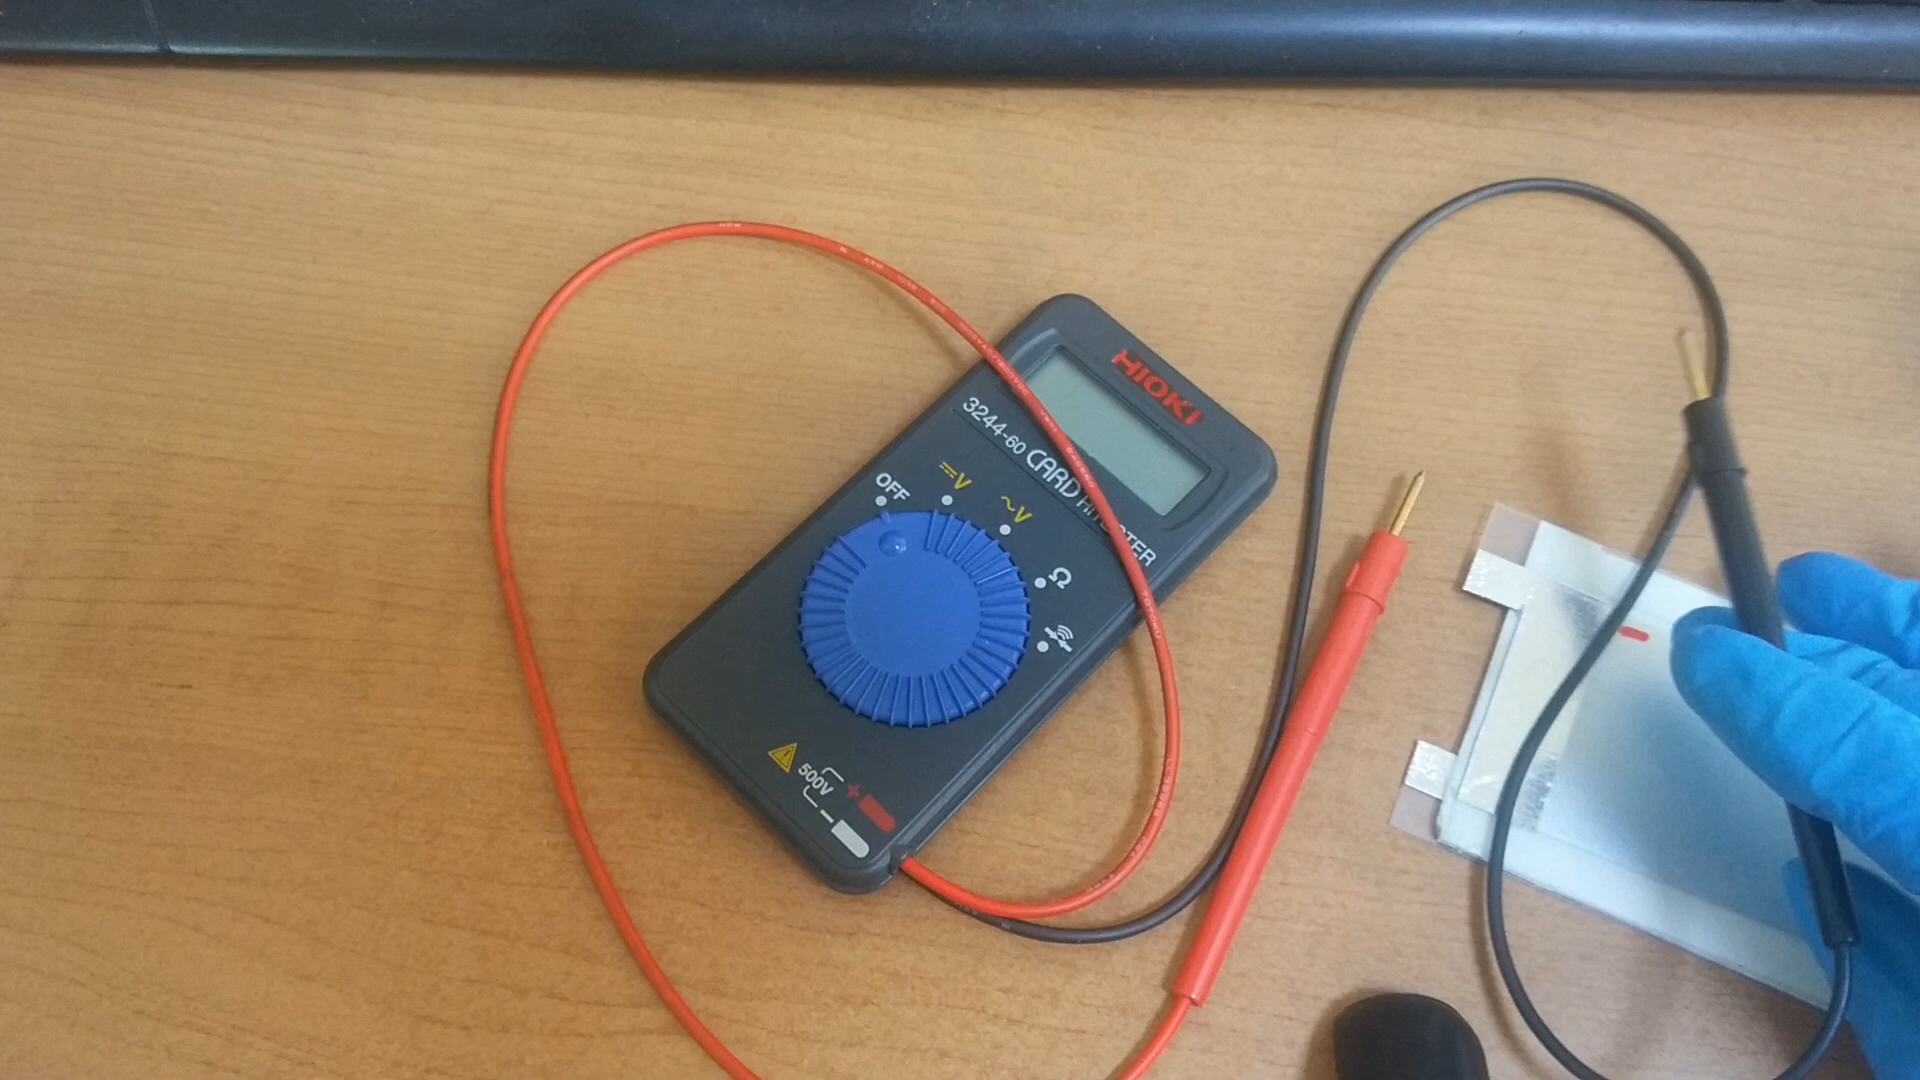 HIOKI
3244-60 CARD HiTESTER
OFF
⎓V
~V
Ω
500V
+
−